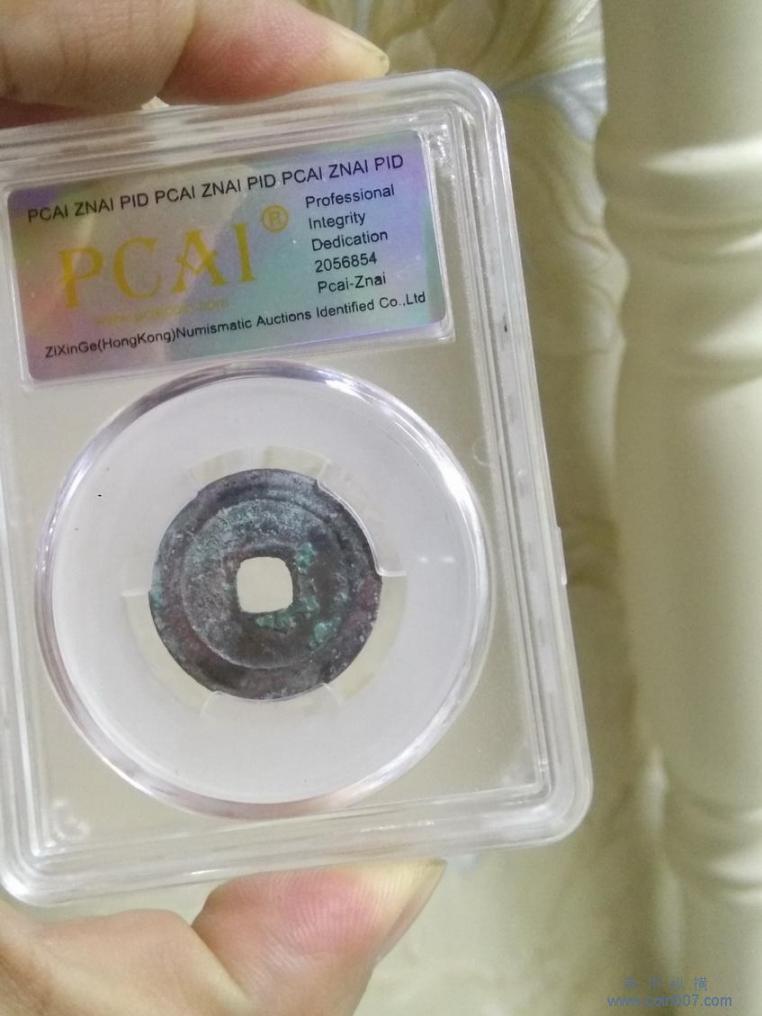 PCAI ZNAI PID PCAI ZNAI PID PCAI ZNAI PID
PCAI®
Professional
Integrity
Dedication
2056854
Pcai-Znai
ZiXinGe(HongKong)Numismatic Auctions Identified Co.,Ltd
www.coin007.com